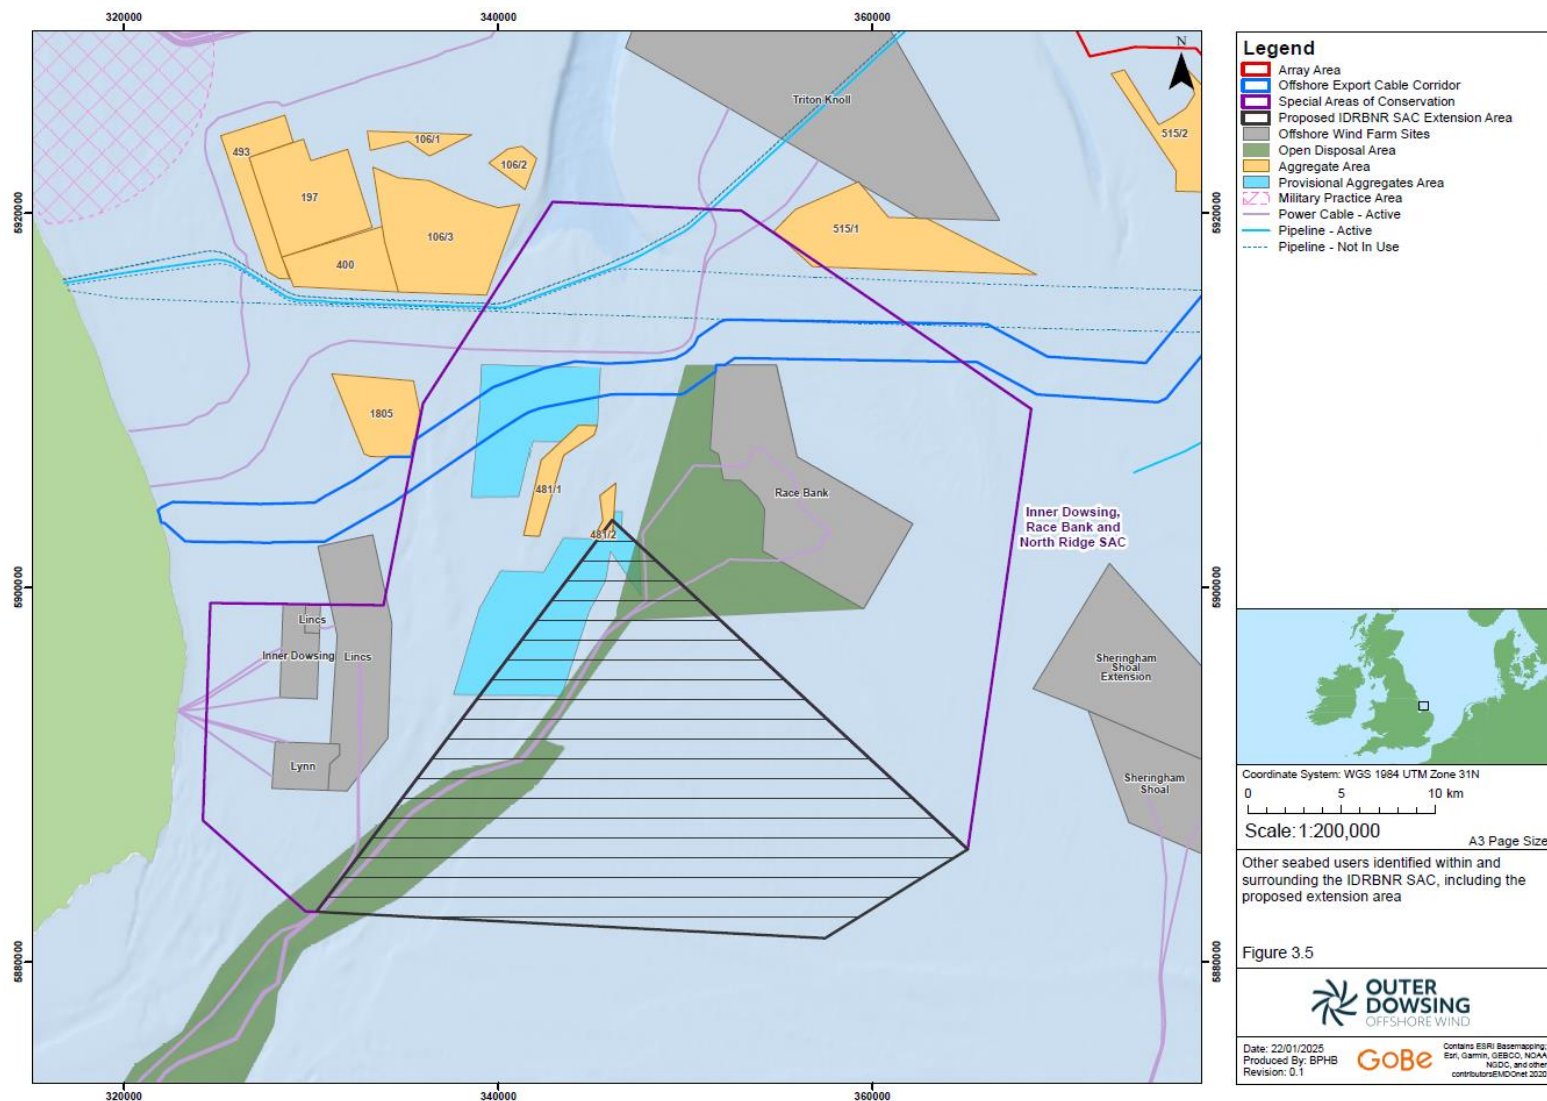 320000
340000
360000
N
Triton Knoll
515/2
493
106/1
106/2
197
106/3
400
515/1
5920000
5920000
1805
481/1
Race Bank
481/2
Inner Dowsing,
Race Bank and
North Ridge SAC
5900000
5900000
Lincs
Inner Dowsing
Lincs
Lynn
Sheringham
Shoal
Extension
Sheringham
Shoal
5880000
5880000
320000
340000
360000
Legend
Array Area
Offshore Export Cable Corridor
Special Areas of Conservation
Proposed IDRBNR SAC Extension Area
Offshore Wind Farm Sites
Open Disposal Area
Aggregate Area
Provisional Aggregates Area
Military Practice Area
Power Cable - Active
Pipeline - Active
Pipeline - Not In Use
Coordinate System: WGS 1984 UTM Zone 31N
0 5 10 km
Scale:1:200,000
A3 Page Size
Other seabed users identified within and
surrounding the IDRBNR SAC, including the
proposed extension area
Figure 3.5
OUTER
DOWSING
OFFSHORE WIND
Date: 22/01/2025
Produced By: BPHB
Revision: 0.1
GoBe
Contains ESRI Basemapping;
Esri, Garmin, GEBCO, NOAA
NGDC, and other
contributorsEMODnet 2020